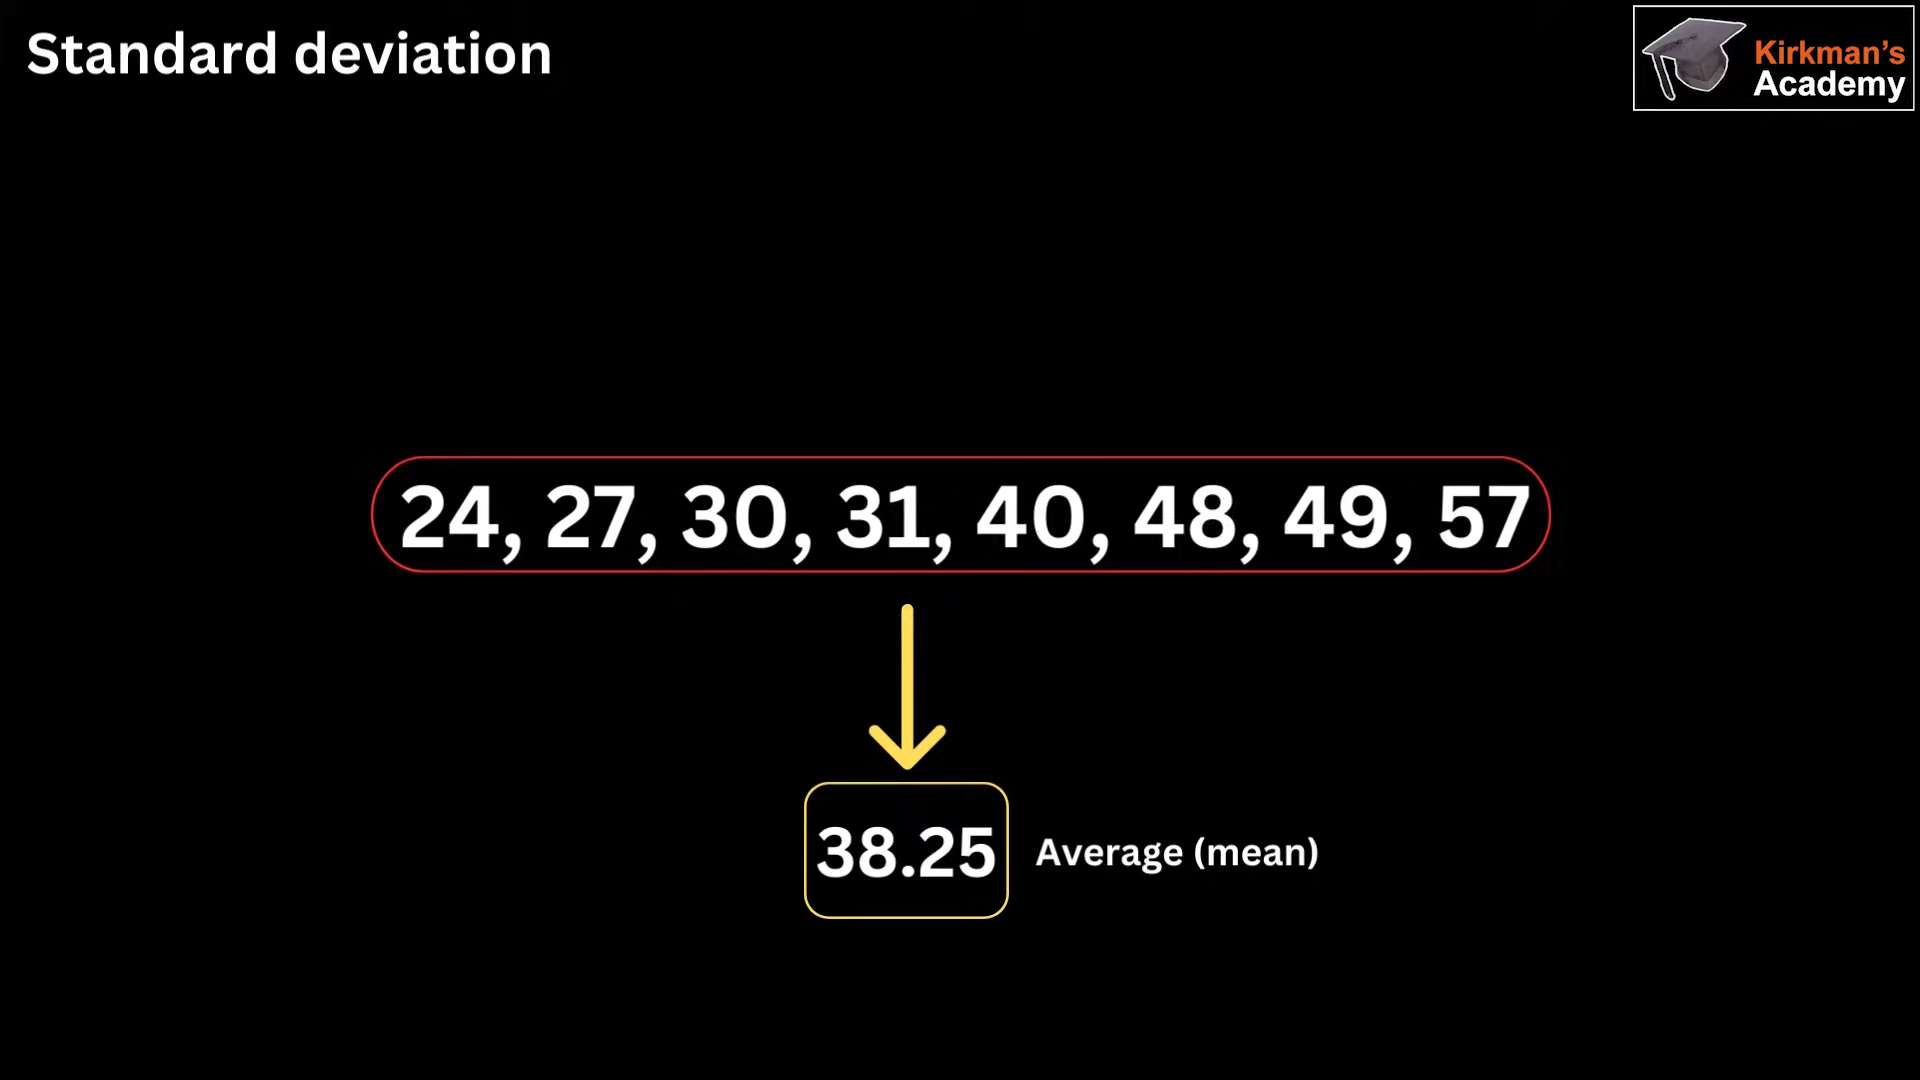 Standard deviation
Kirkman’s
Academy
24, 27, 30, 31, 40, 48, 49, 57
38.25
Average (mean)